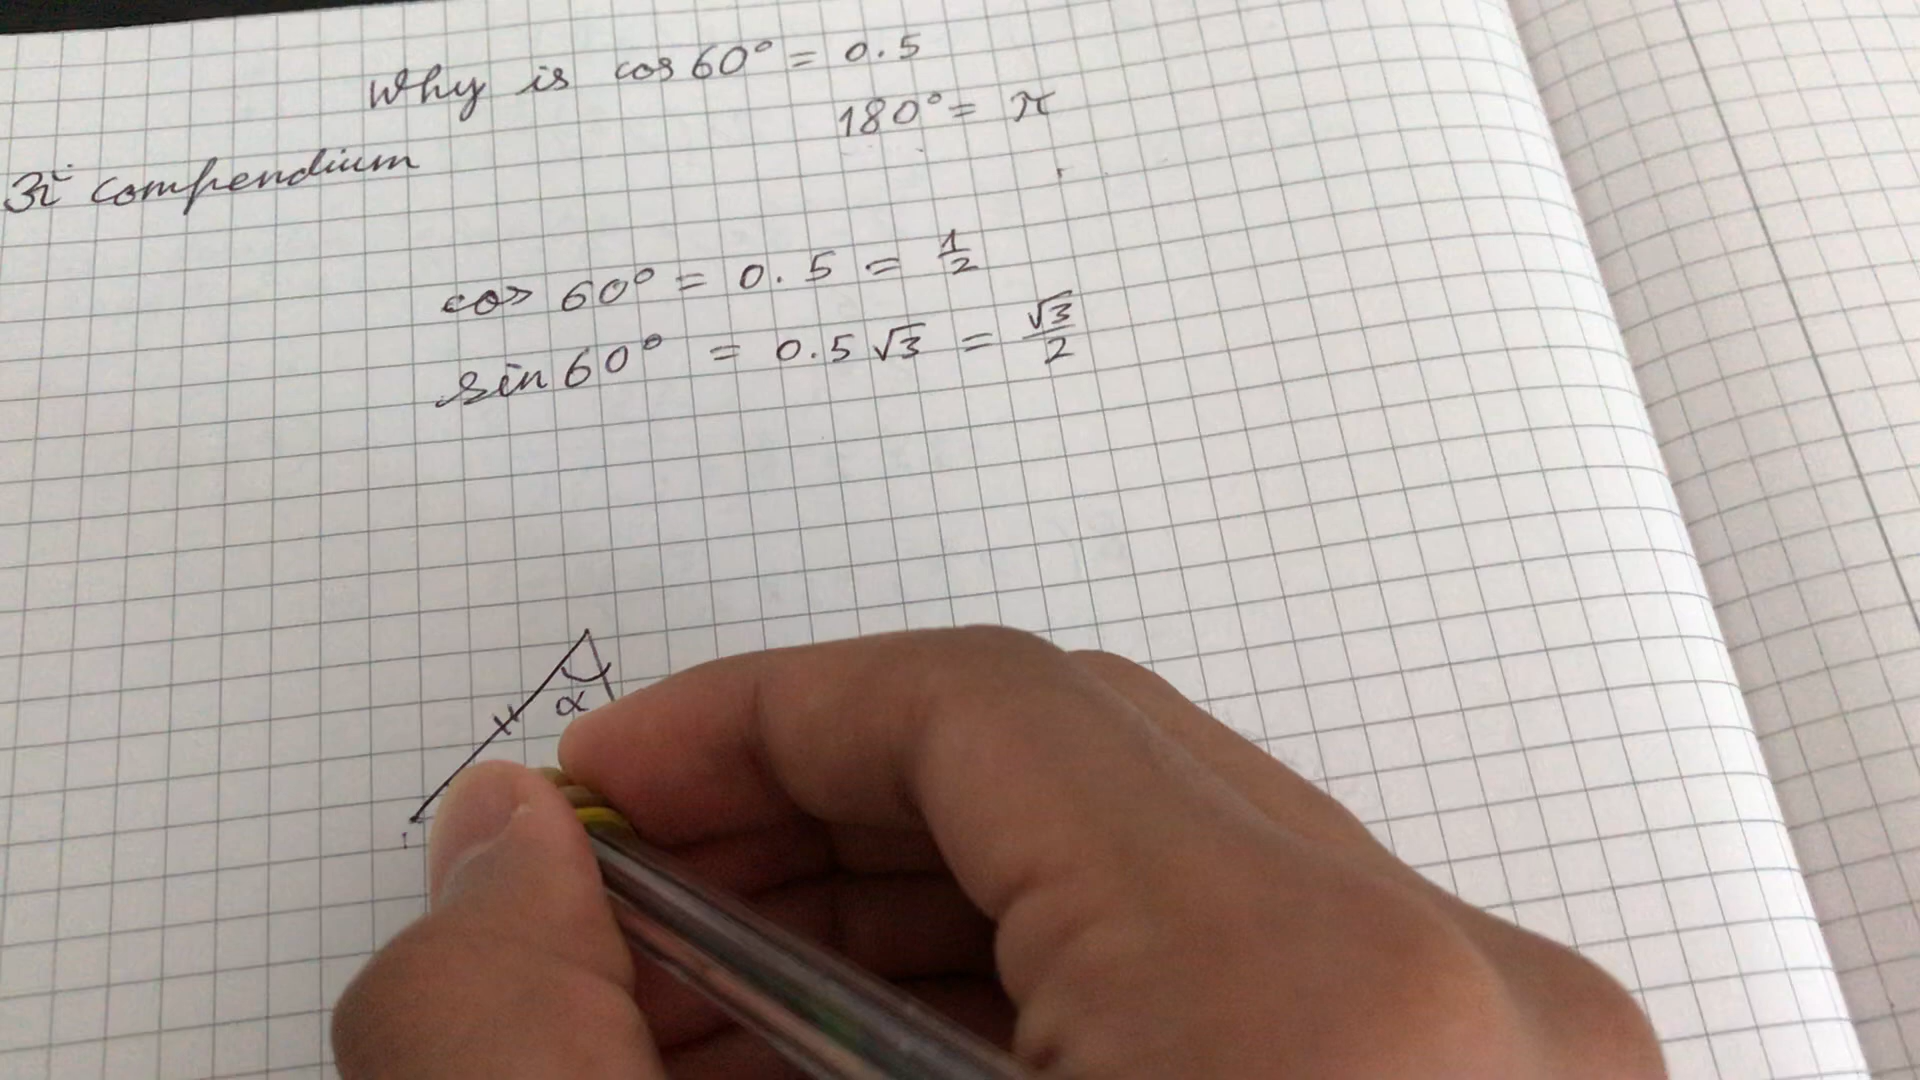 Why is cos 60° = 0.5
180° = π
compendium
cos 60° = 0.5 = 1/2
sin 60° = 0.5 √3 = √3/2
α